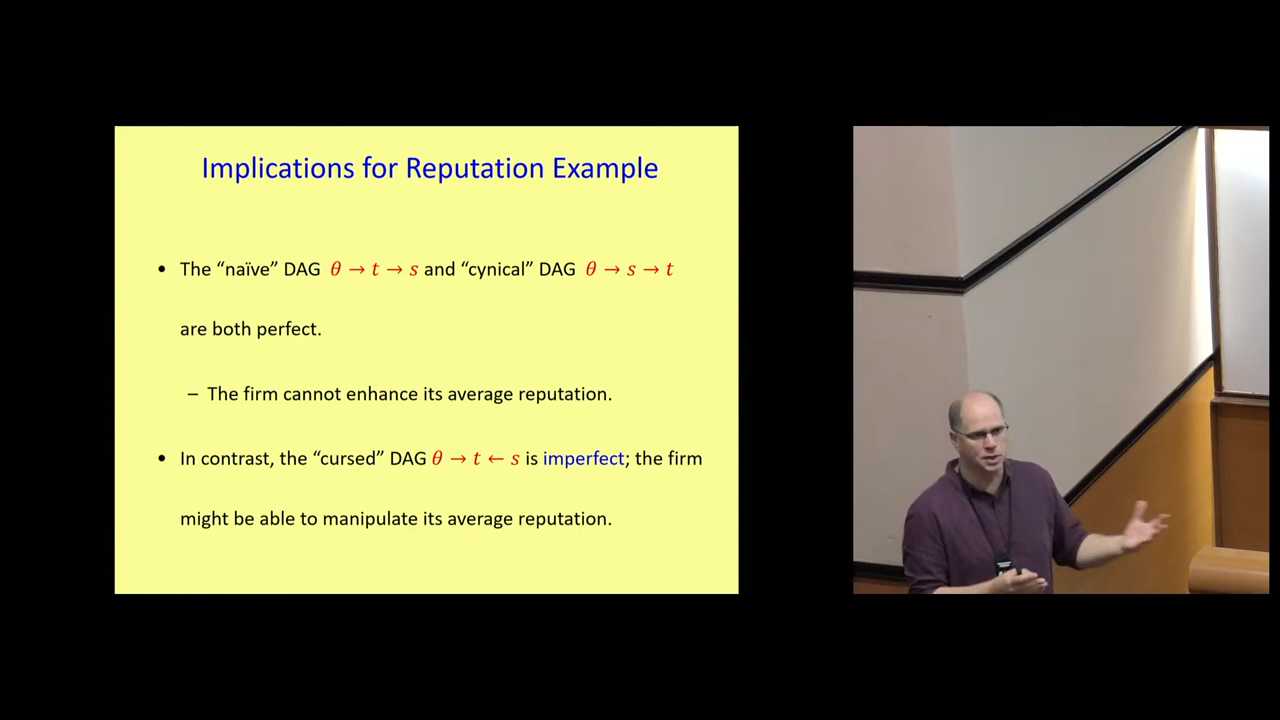 Implications for Reputation Example
• The “naïve” DAG θ → t → s and “cynical” DAG θ → s → t
are both perfect.
– The firm cannot enhance its average reputation.
• In contrast, the “cursed” DAG θ → t ← s is imperfect; the firm
might be able to manipulate its average reputation.